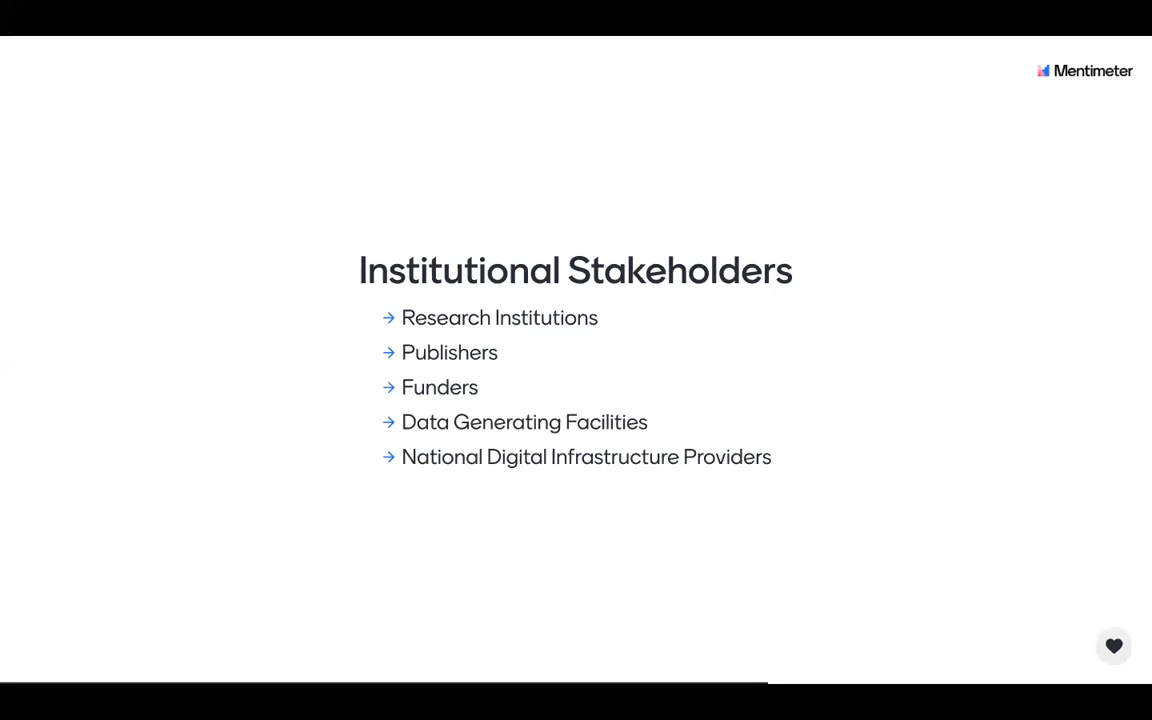 Mentimeter
Institutional Stakeholders
→ Research Institutions
→ Publishers
→ Funders
→ Data Generating Facilities
→ National Digital Infrastructure Providers